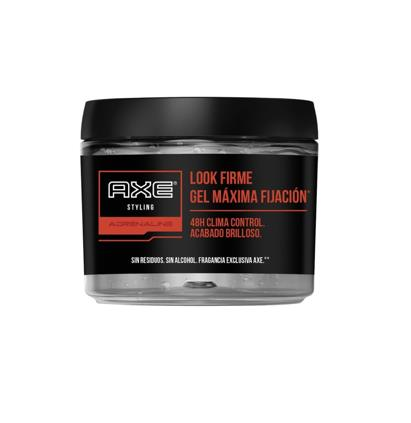 AXE®
STYLING
ADRENALINE
LOOK FIRME
GEL MÁXIMA FIJACIÓN*
48H CLIMA CONTROL.
ACABADO BRILLOSO.
SIN RESIDUOS. SIN ALCOHOL. FRAGANCIA EXCLUSIVA AXE.**